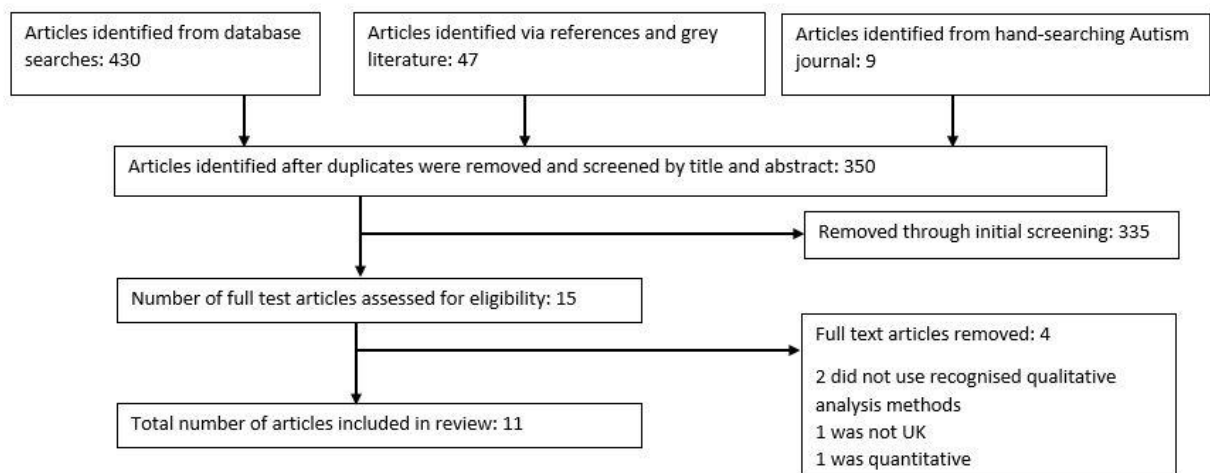 Articles identified from database
searches: 430
Articles identified via references and grey
literature: 47
Articles identified from hand-searching Autism
journal: 9
Articles identified after duplicates were removed and screened by title and abstract: 350
Removed through initial screening: 335
Number of full test articles assessed for eligibility: 15
Full text articles removed: 4
2 did not use recognised qualitative
analysis methods
1 was not UK
1 was quantitative
Total number of articles included in review: 11